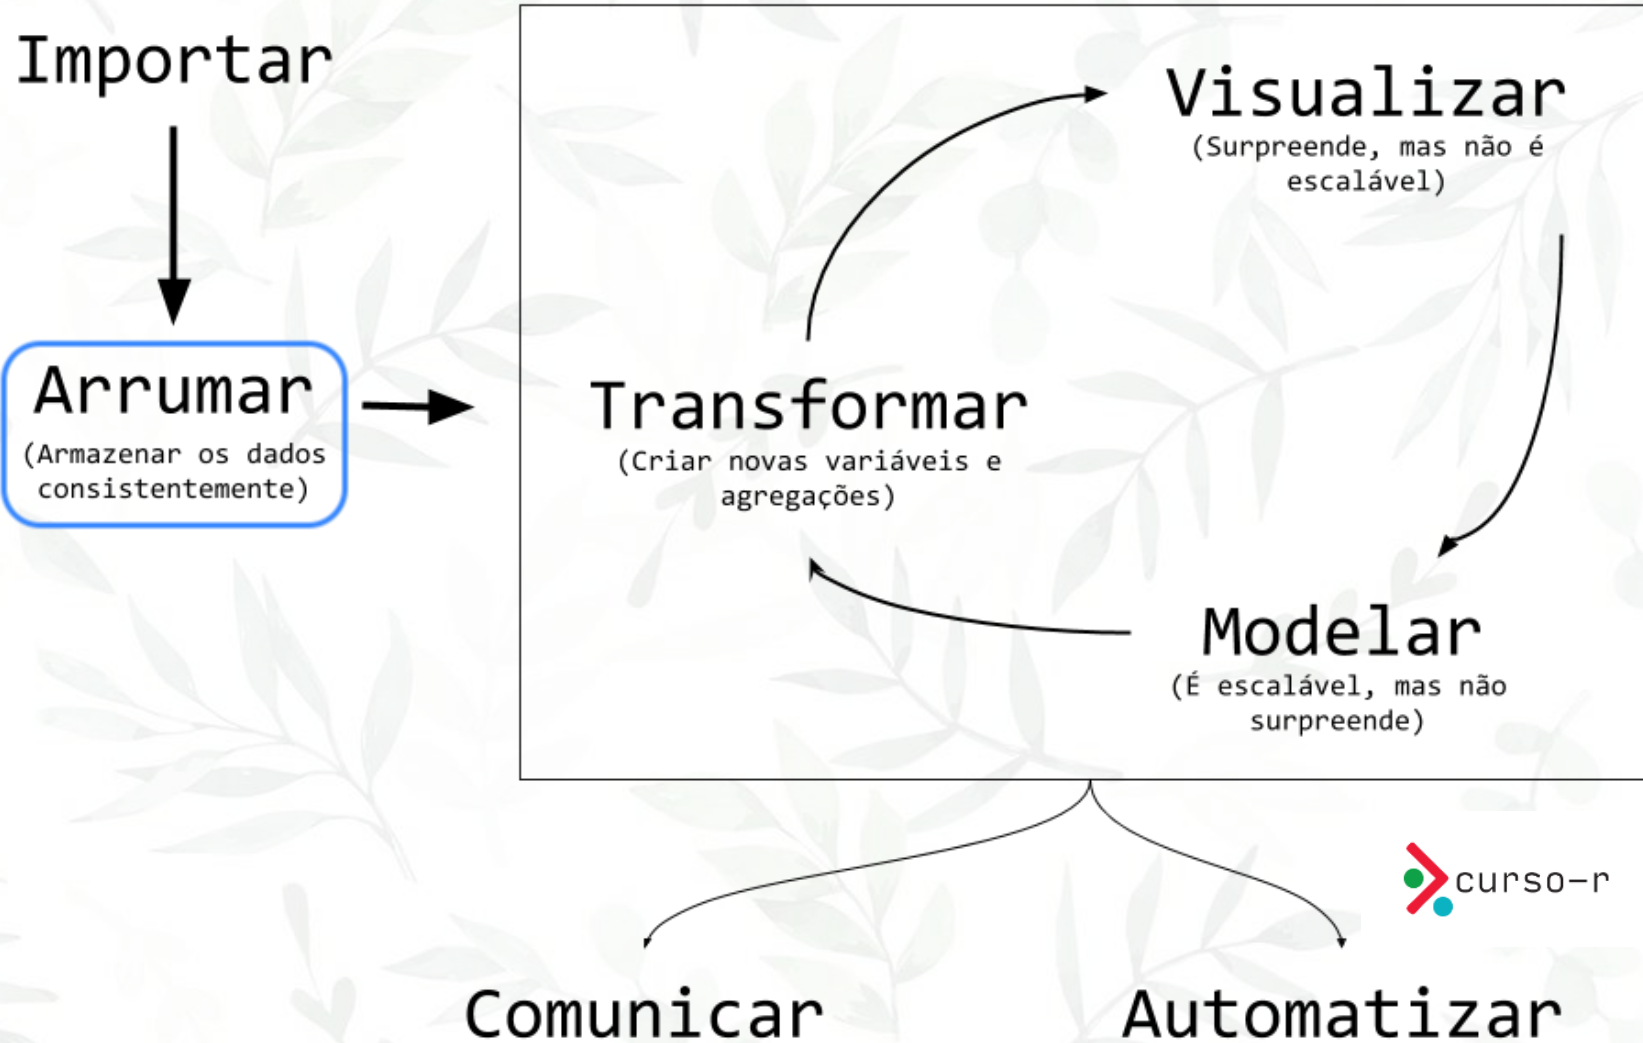 Importar
Arrumar
(Armazenar os dados
consistentemente)
Transformar
(Criar novas variáveis e
agregações)
Visualizar
(Surpreende, mas não é
escalável)
Modelar
(É escalável, mas não
surpreende)
curso-r
Comunicar
Automatizar